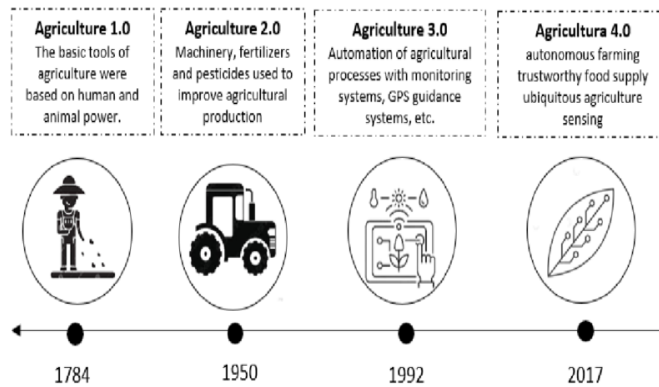 Agriculture 1.0
The basic tools of
agriculture were
based on human and
animal power.
Agriculture 2.0
Machinery, fertilizers
and pesticides used to
improve agricultural
production
Agriculture 3.0
Automation of agricultural
processes with monitoring
systems, GPS guidance
systems, etc.
Agricultura 4.0
autonomous farming
trustworthy food supply
ubiquitous agriculture
sensing
1784
1950
1992
2017